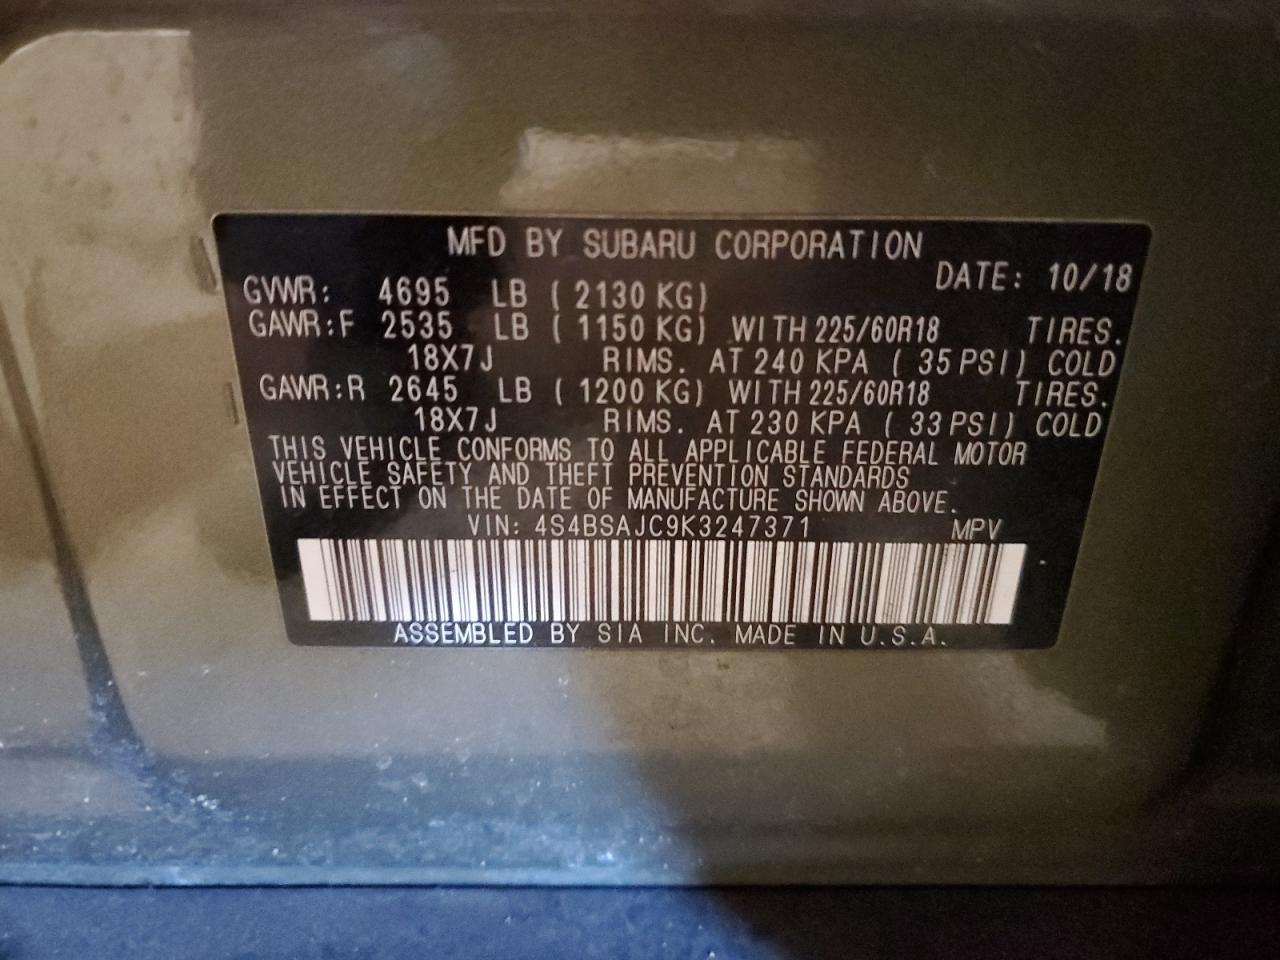 MFD BY SUBARU CORPORATION
DATE: 10/18
GVWR: 4695 LB ( 2130 KG)
GAWR:F 2535 LB ( 1150 KG) WITH 225/60R18 TIRES.
18X7J RIMS. AT 240 KPA ( 35 PSI) COLD
GAWR:R 2645 LB ( 1200 KG) WITH 225/60R18 TIRES.
18X7J RIMS. AT 230 KPA ( 33 PSI) COLD
THIS VEHICLE CONFORMS TO ALL APPLICABLE FEDERAL MOTOR
VEHICLE SAFETY AND THEFT PREVENTION STANDARDS
IN EFFECT ON THE DATE OF MANUFACTURE SHOWN ABOVE.
VIN: 4S4BSAJC9K3247371 MPV
ASSEMBLED BY SIA INC. MADE IN U.S.A.